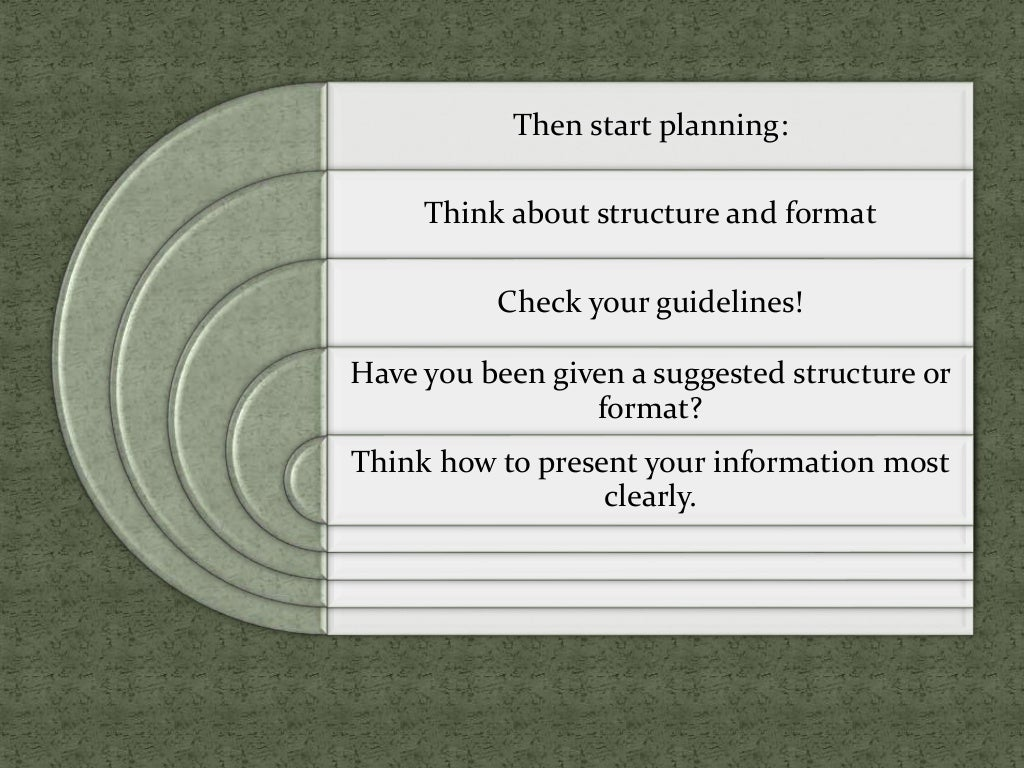 Then start planning:
Think about structure and format
Check your guidelines!
Have you been given a suggested structure or
format?
Think how to present your information most
clearly.